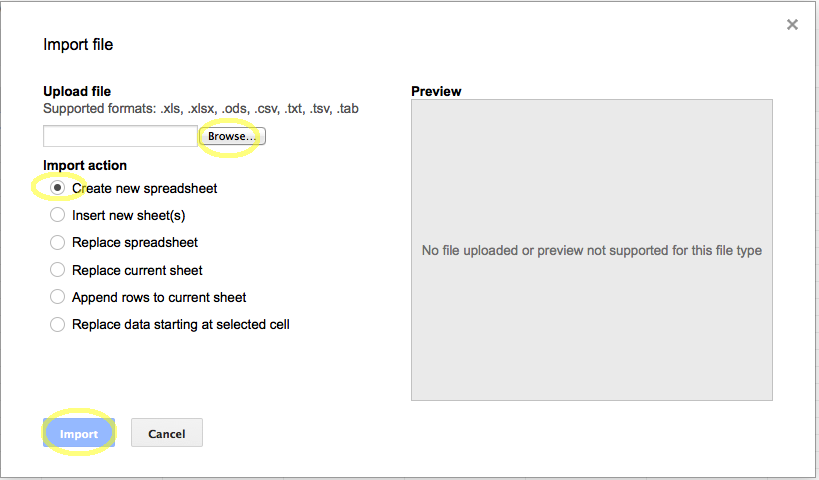 Import file
Upload file
Supported formats: .xls, .xlsx, .ods, .csv, .txt, .tsv, .tab
Browse...
Import action
Create new spreadsheet
Insert new sheet(s)
Replace spreadsheet
Replace current sheet
Append rows to current sheet
Replace data starting at selected cell
Import
Cancel
Preview
No file uploaded or preview not supported for this file type